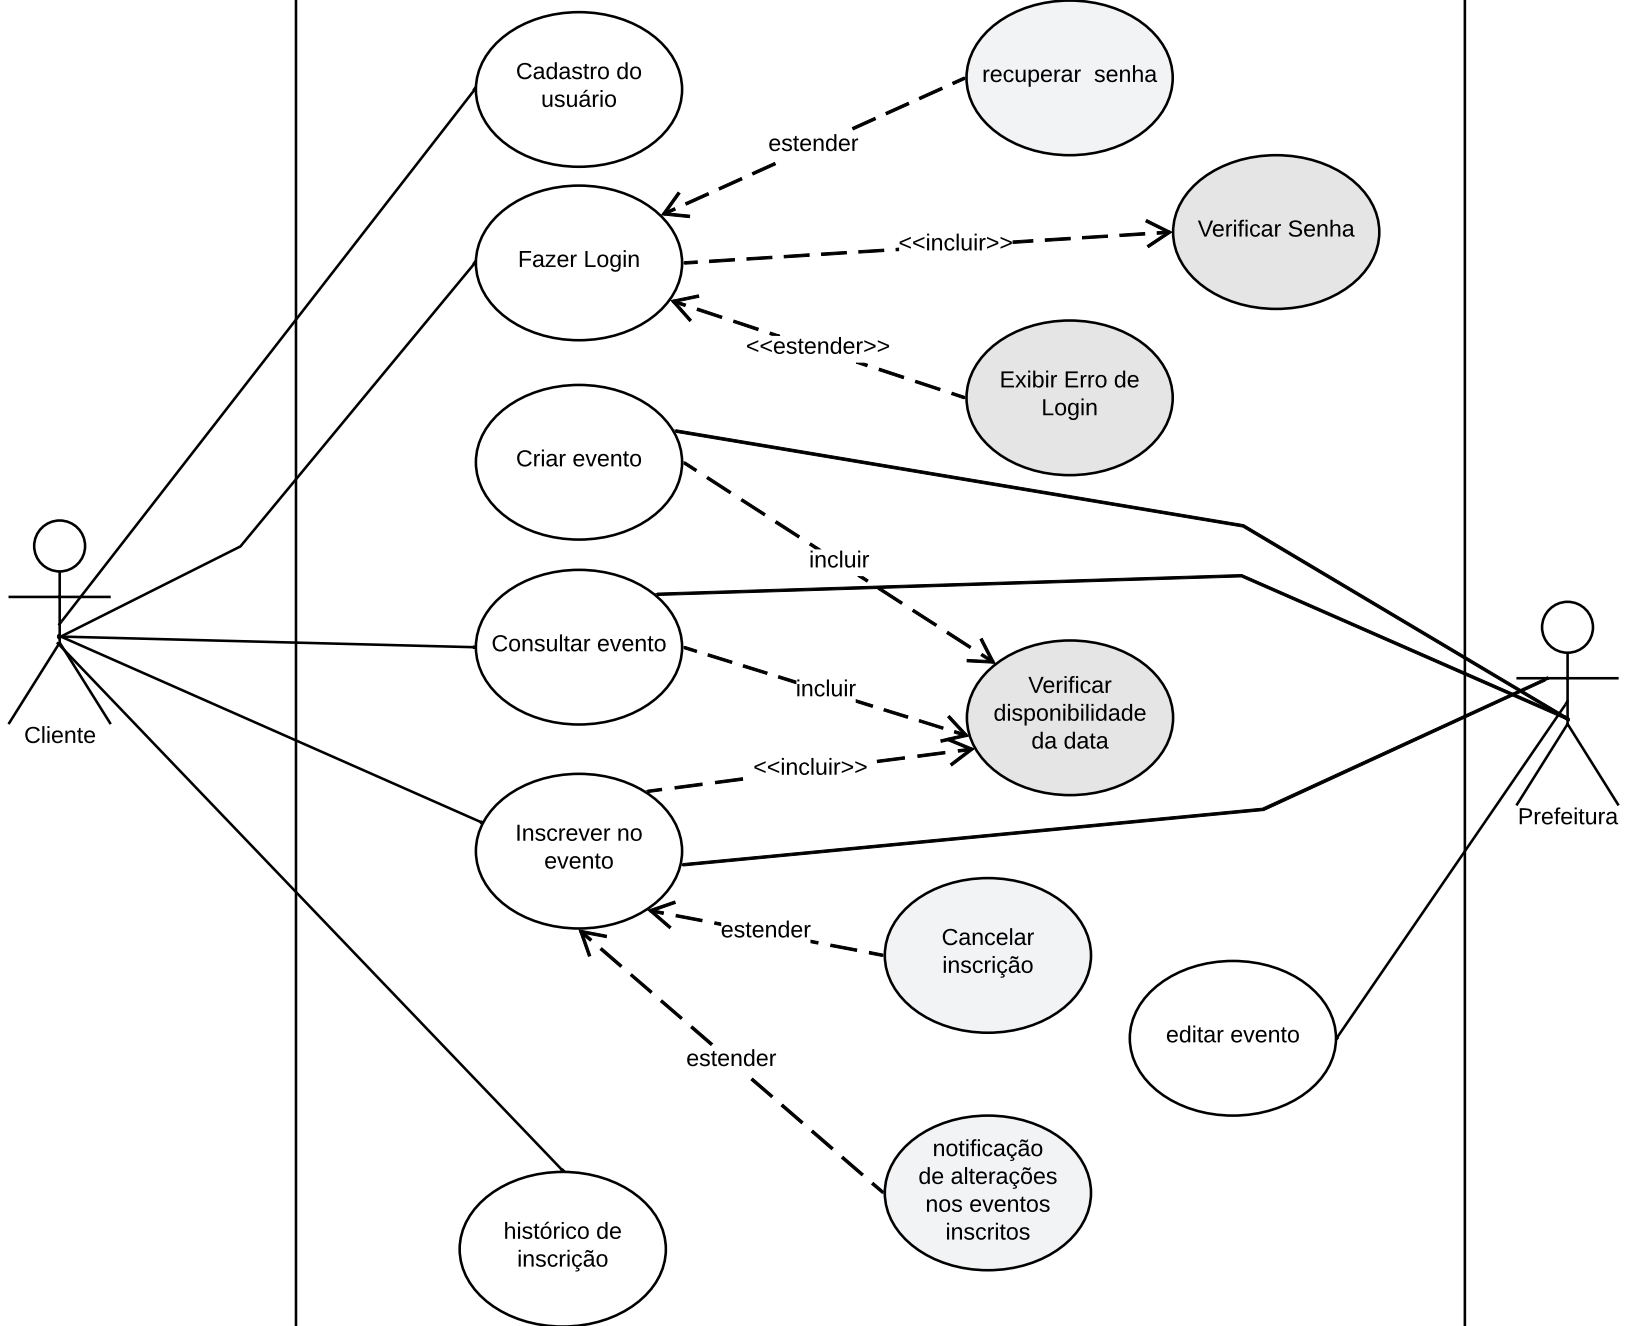 Cadastro do
usuário
recuperar  senha
estender
Verificar Senha
<<incluir>>
Fazer Login
<<estender>>
Exibir Erro de
Login
Criar evento
incluir
Consultar evento
incluir
Verificar
disponibilidade
da data
Cliente
<<incluir>>
Prefeitura
Inscrever no
evento
estender
Cancelar
inscrição
editar evento
estender
notificação
de alterações
nos eventos
inscritos
histórico de
inscrição